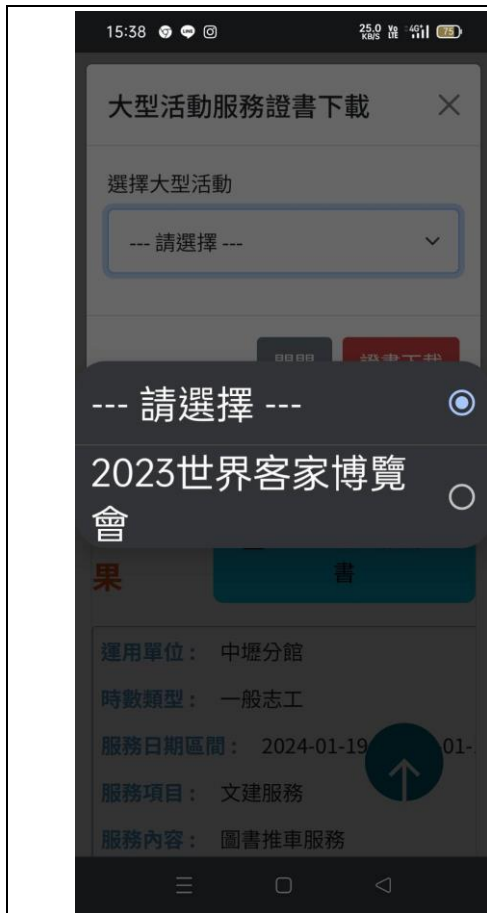 15:38
25.0 KB/S VoLTE 4G+ 75
大型活動服務證書下載
選擇大型活動
--- 請選擇 ---
--- 請選擇 ---
2023世界客家博覽
會
果
書
運用單位： 中壢分館
時數類型： 一般志工
服務日期區間： 2024-01-19
01-
服務項目： 文建服務
服務內容： 圖書推車服務